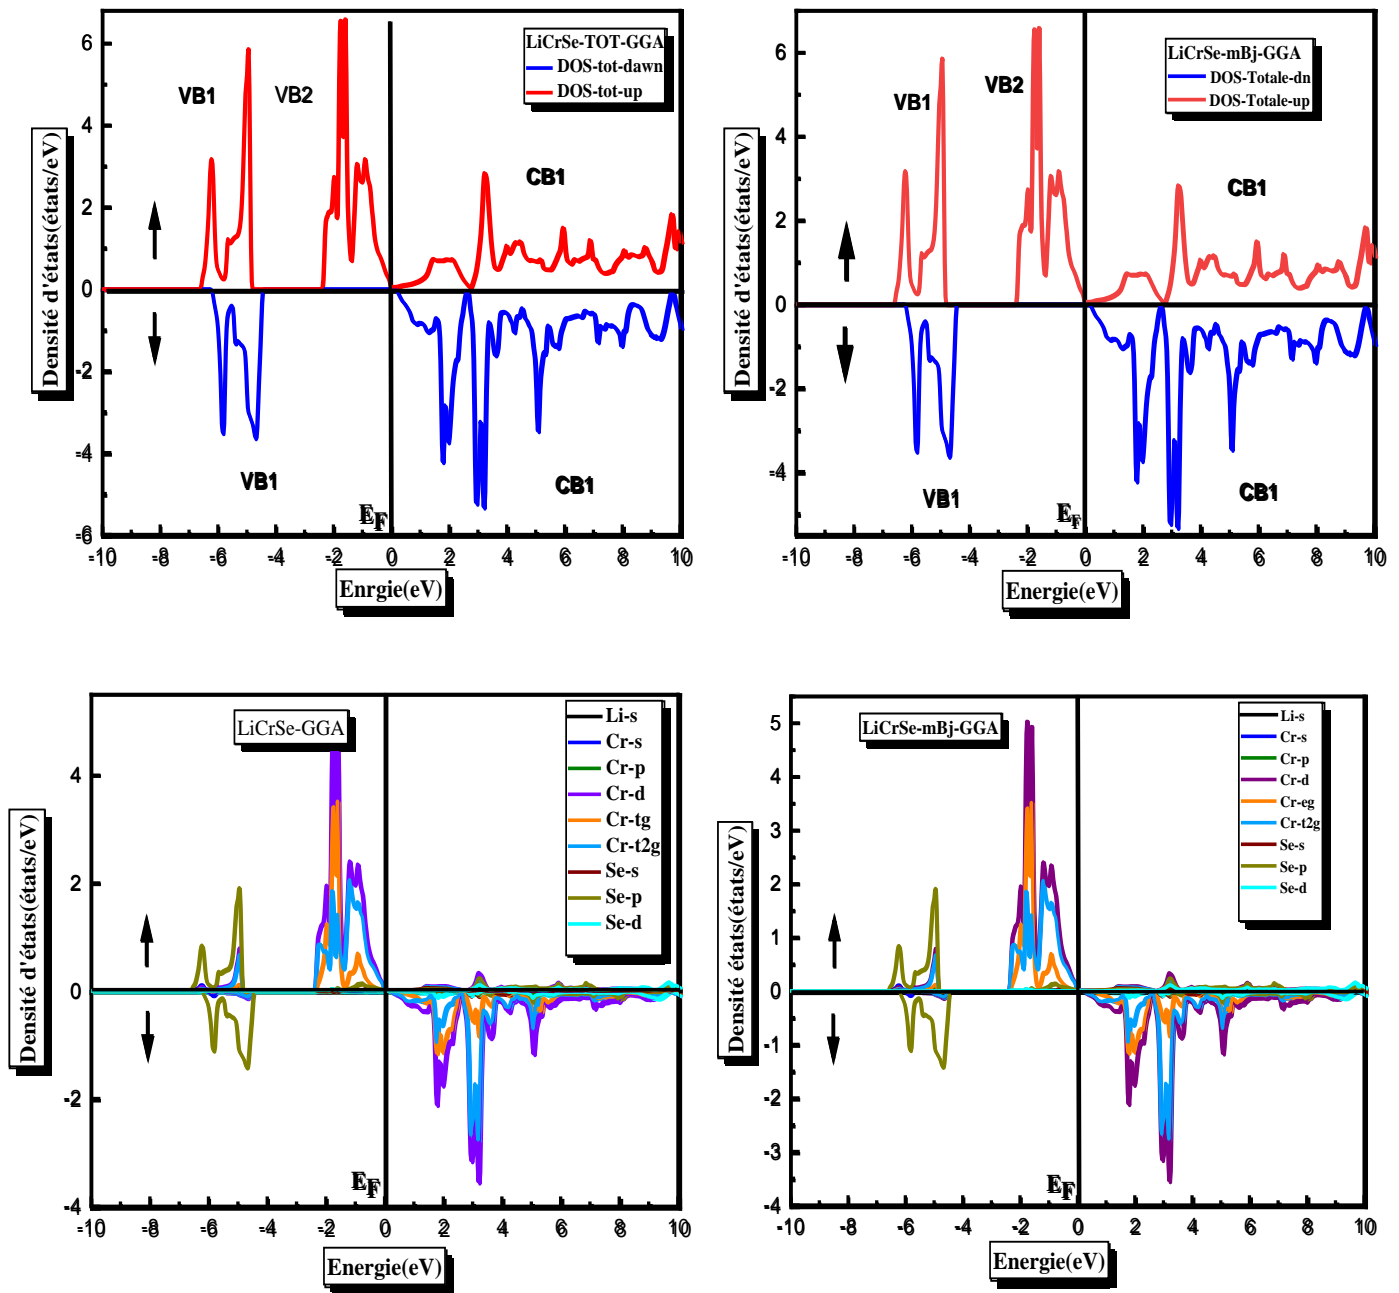 LiCrSe-TOT-GGA
DOS-tot-dawn
DOS-tot-up
VB1
VB2
CB1
VB1
CB1
E_F
6
4
2
0
-2
-4
-6
-10 -8 -6 -4 -2 0 2 4 6 8 10
Densité d'états(états/eV)
Enrgie(eV)
LiCrSe-mBj-GGA
DOS-Totale-dn
DOS-Totale-up
VB1
VB2
CB1
VB1
CB1
E_F
6
4
2
0
-2
-4
-10 -8 -6 -4 -2 0 2 4 6 8 10
Densité d'états(états/eV)
Energie(eV)
LiCrSe-GGA
Li-s
Cr-s
Cr-p
Cr-d
Cr-tg
Cr-t2g
Se-s
Se-p
Se-d
E_F
4
2
0
-2
-4
-10 -8 -6 -4 -2 0 2 4 6 8 10
Densité d'états(états/eV)
Energie(eV)
LiCrSe-mBj-GGA
Li-s
Cr-s
Cr-p
Cr-d
Cr-eg
Cr-t2g
Se-s
Se-p
Se-d
E_F
5
4
3
2
1
0
-1
-2
-3
-4
-10 -8 -6 -4 -2 0 2 4 6 8 10
Densité états(états/eV)
Energie(eV)